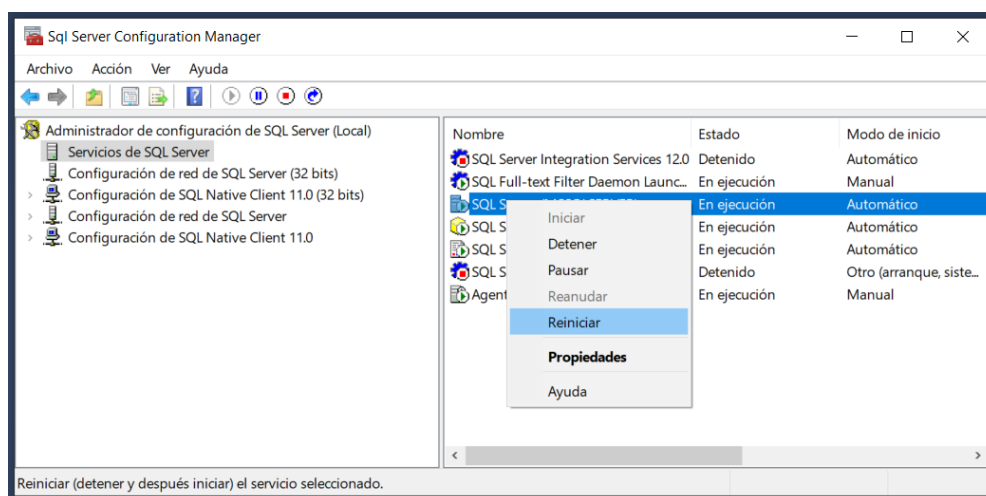 Sql Server Configuration Manager
Archivo Acción Ver Ayuda
Administrador de configuración de SQL Server (Local)
Servicios de SQL Server
Configuración de red de SQL Server (32 bits)
Configuración de SQL Native Client 11.0 (32 bits)
Configuración de red de SQL Server
Configuración de SQL Native Client 11.0
Nombre Estado Modo de inicio
SQL Server Integration Services 12.0 Detenido Automático
SQL Full-text Filter Daemon Launc... En ejecución Manual
SQL En ejecución Automático
SQL S En ejecución Automático
SQL S En ejecución Automático
SQL S Detenido Otro (arranque, siste...
Agent En ejecución Manual
Iniciar
Detener
Pausar
Reanudar
Reiniciar
Propiedades
Ayuda
Reiniciar (detener y después iniciar) el servicio seleccionado.